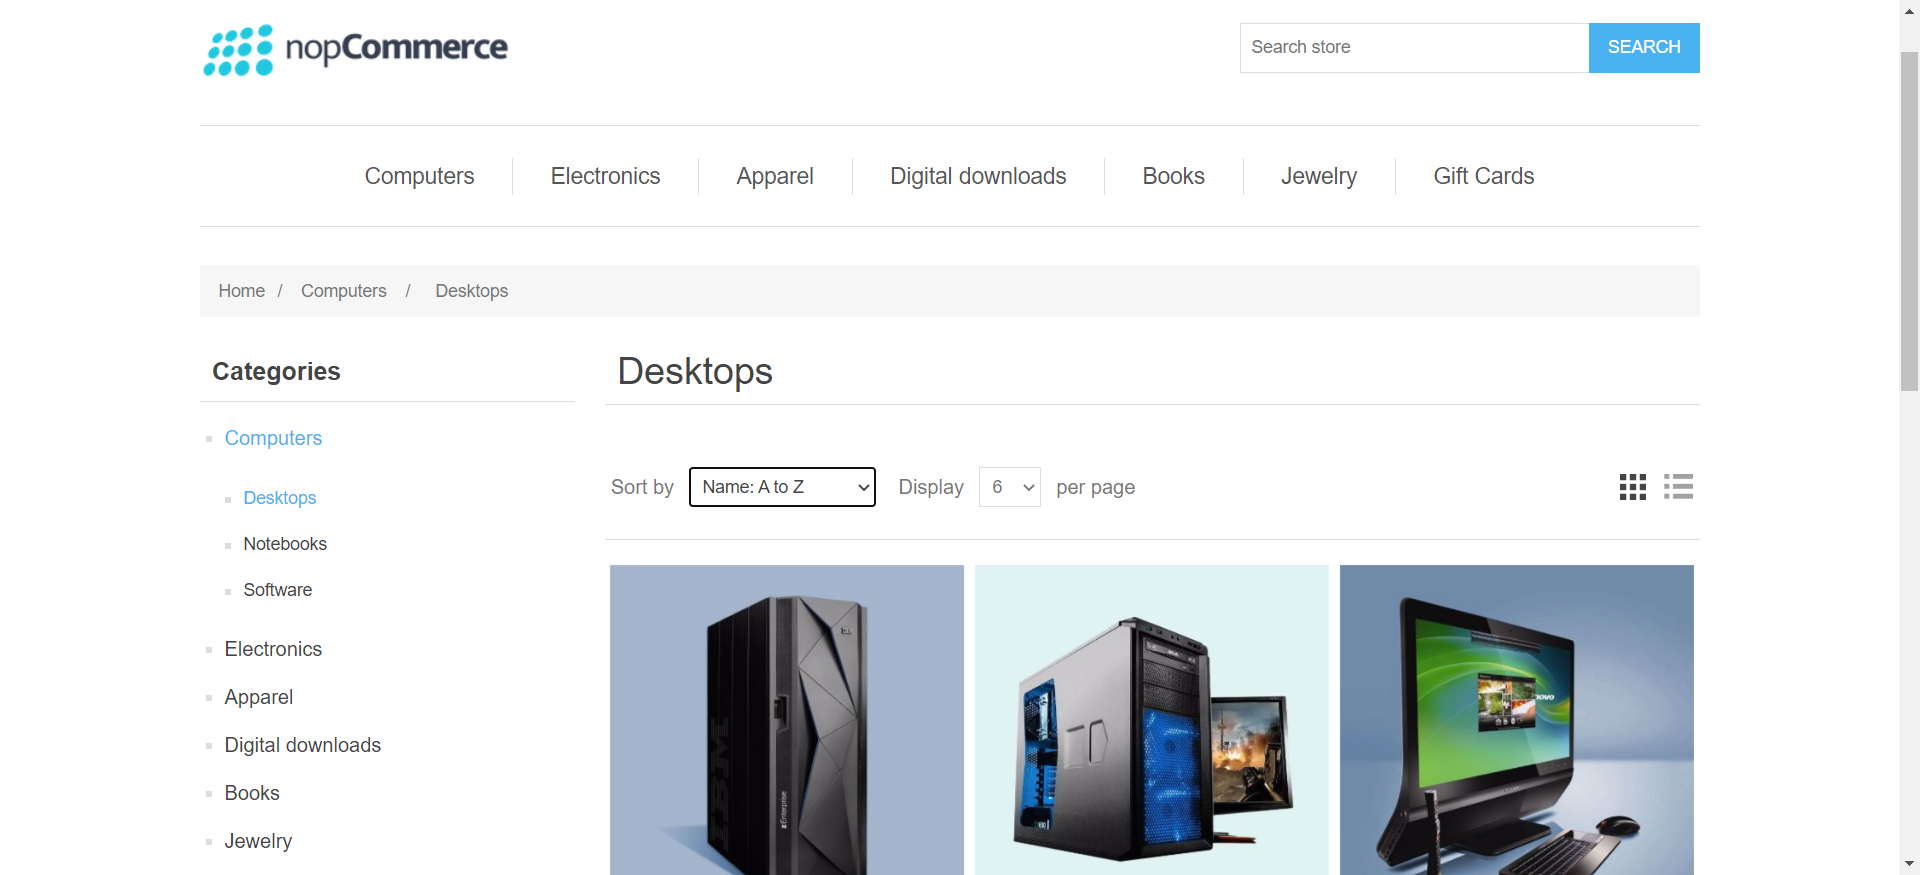 nopCommerce
Search store
SEARCH
Computers
Electronics
Apparel
Digital downloads
Books
Jewelry
Gift Cards
Home / Computers / Desktops
Categories
Computers
Desktops
Notebooks
Software
Electronics
Apparel
Digital downloads
Books
Jewelry
Desktops
Sort by Name: A to Z Display 6 per page
IBM
zEnterprise